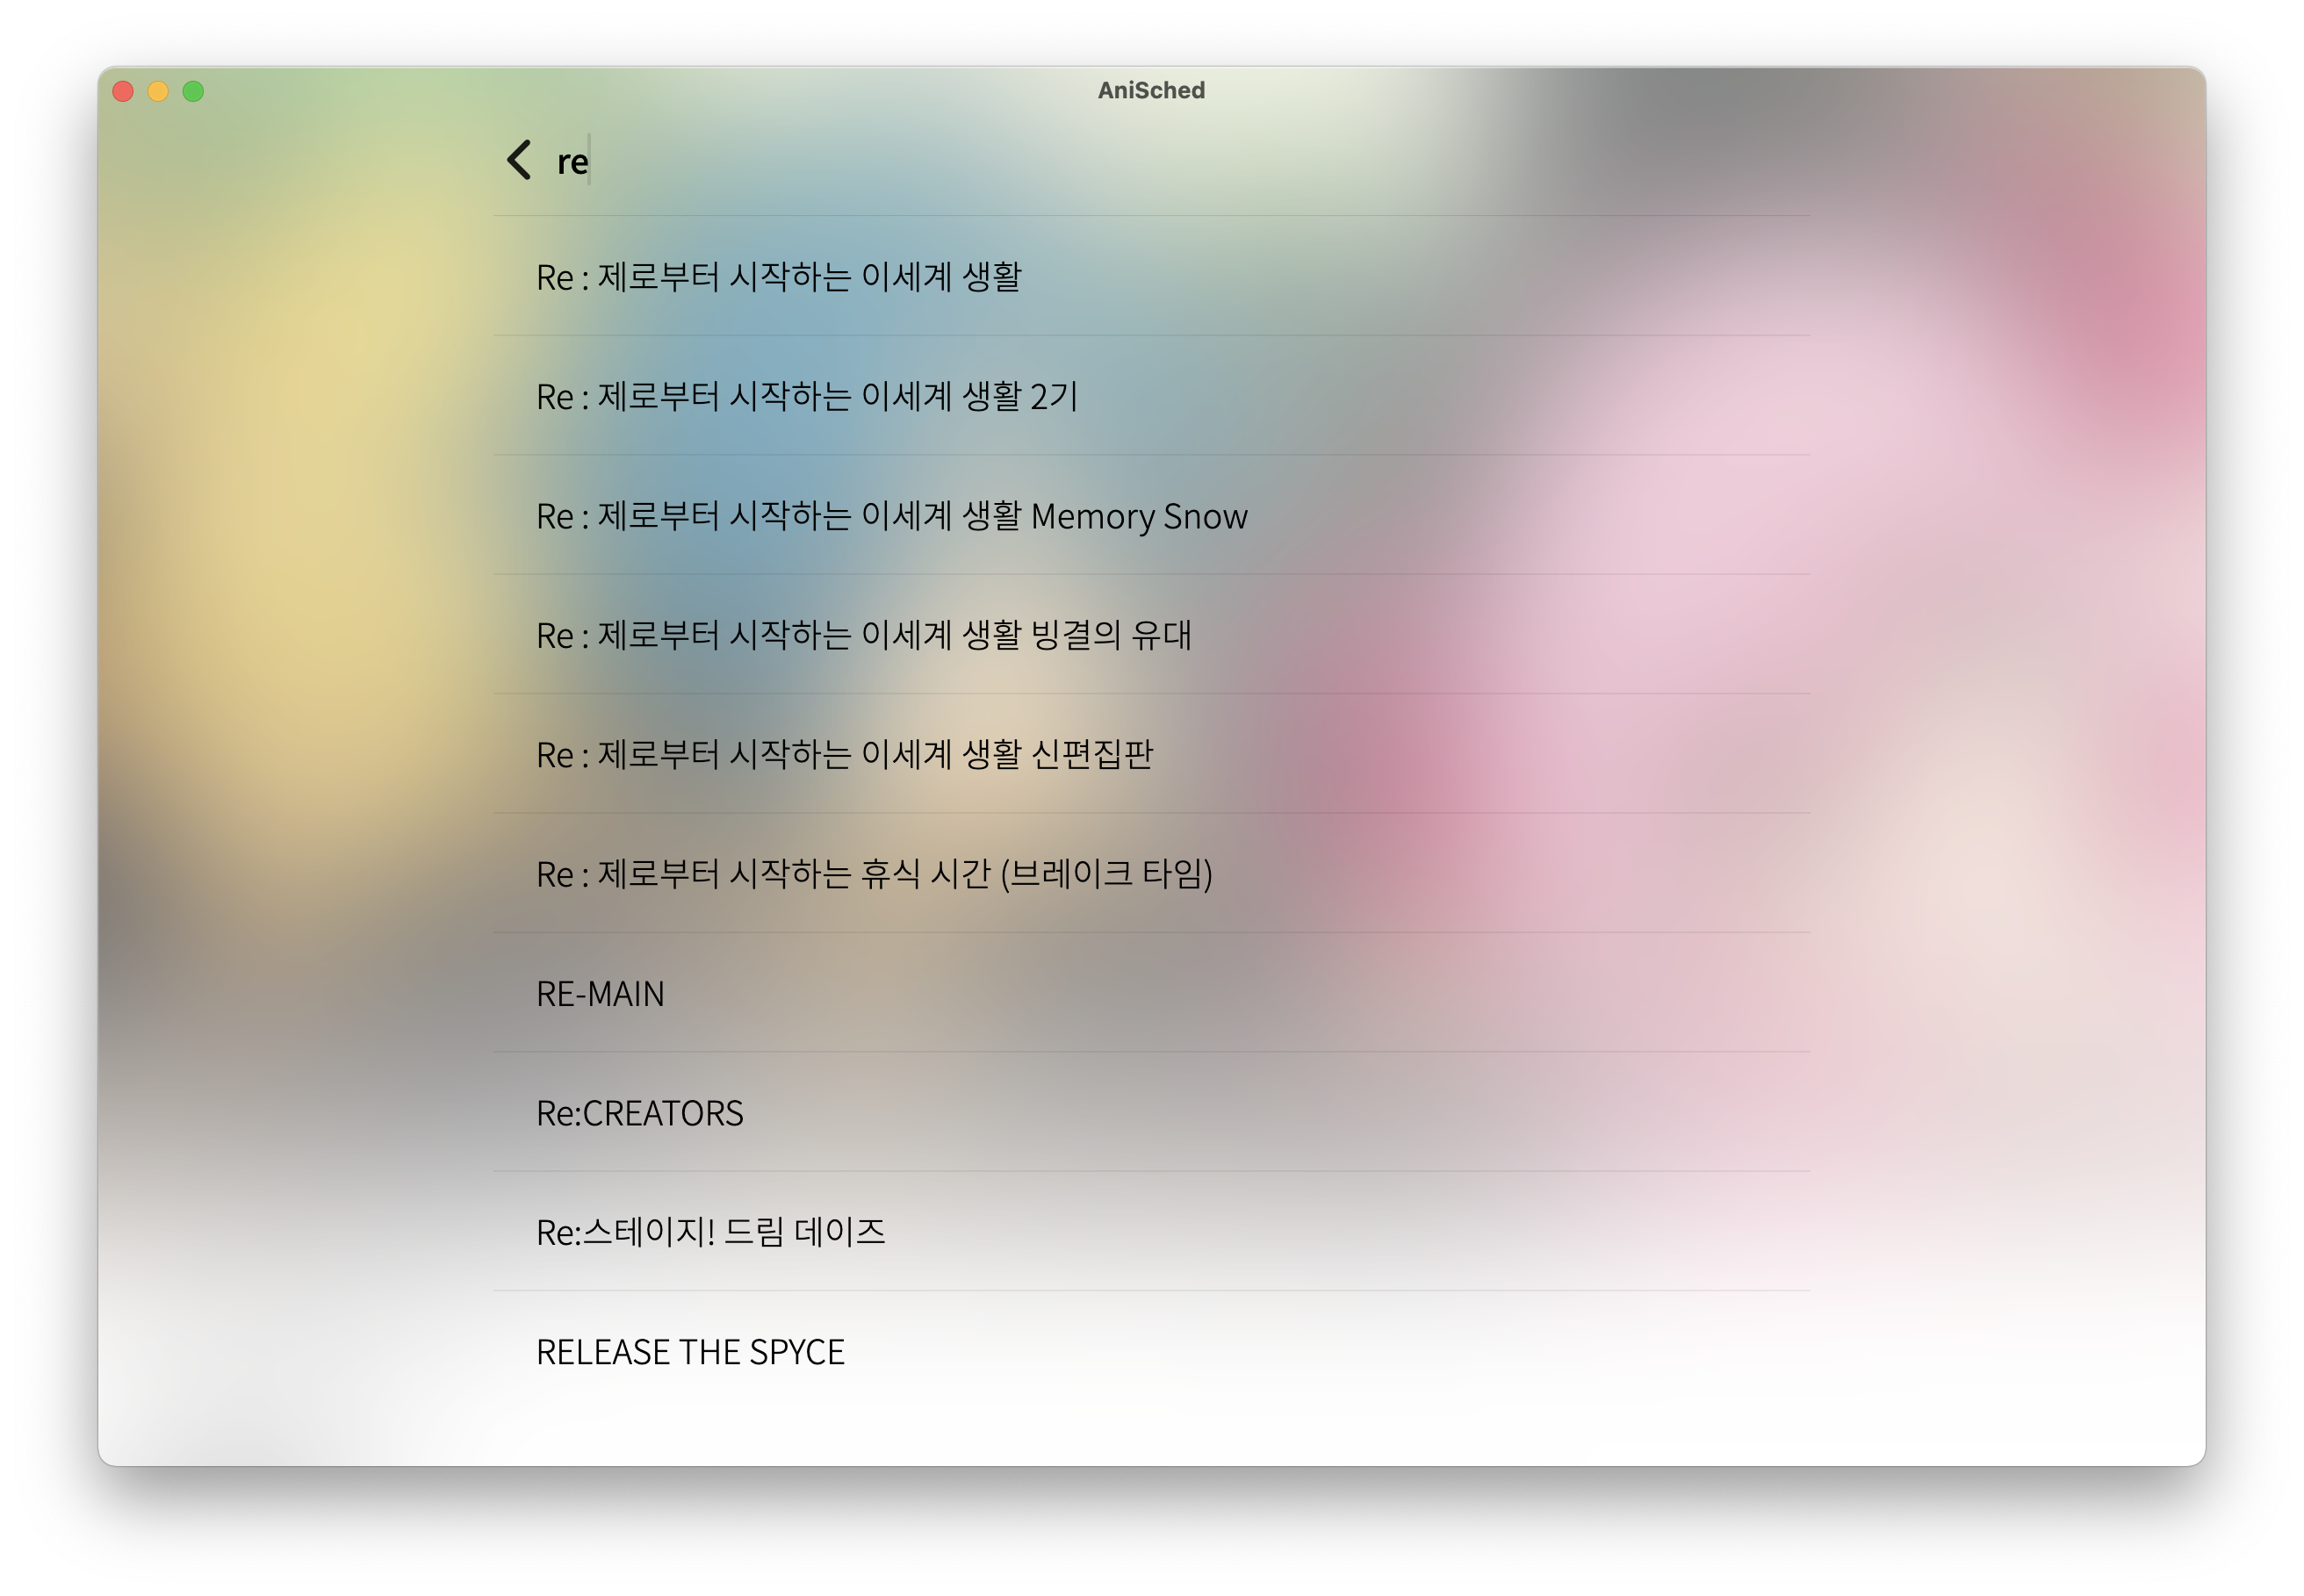 AniSched
re
Re : 제로부터 시작하는 이세계 생활
Re : 제로부터 시작하는 이세계 생활 2기
Re : 제로부터 시작하는 이세계 생활 Memory Snow
Re : 제로부터 시작하는 이세계 생활 빙결의 유대
Re : 제로부터 시작하는 이세계 생활 신편집판
Re : 제로부터 시작하는 휴식 시간 (브레이크 타임)
RE-MAIN
Re:CREATORS
Re:스테이지! 드림 데이즈
RELEASE THE SPYCE